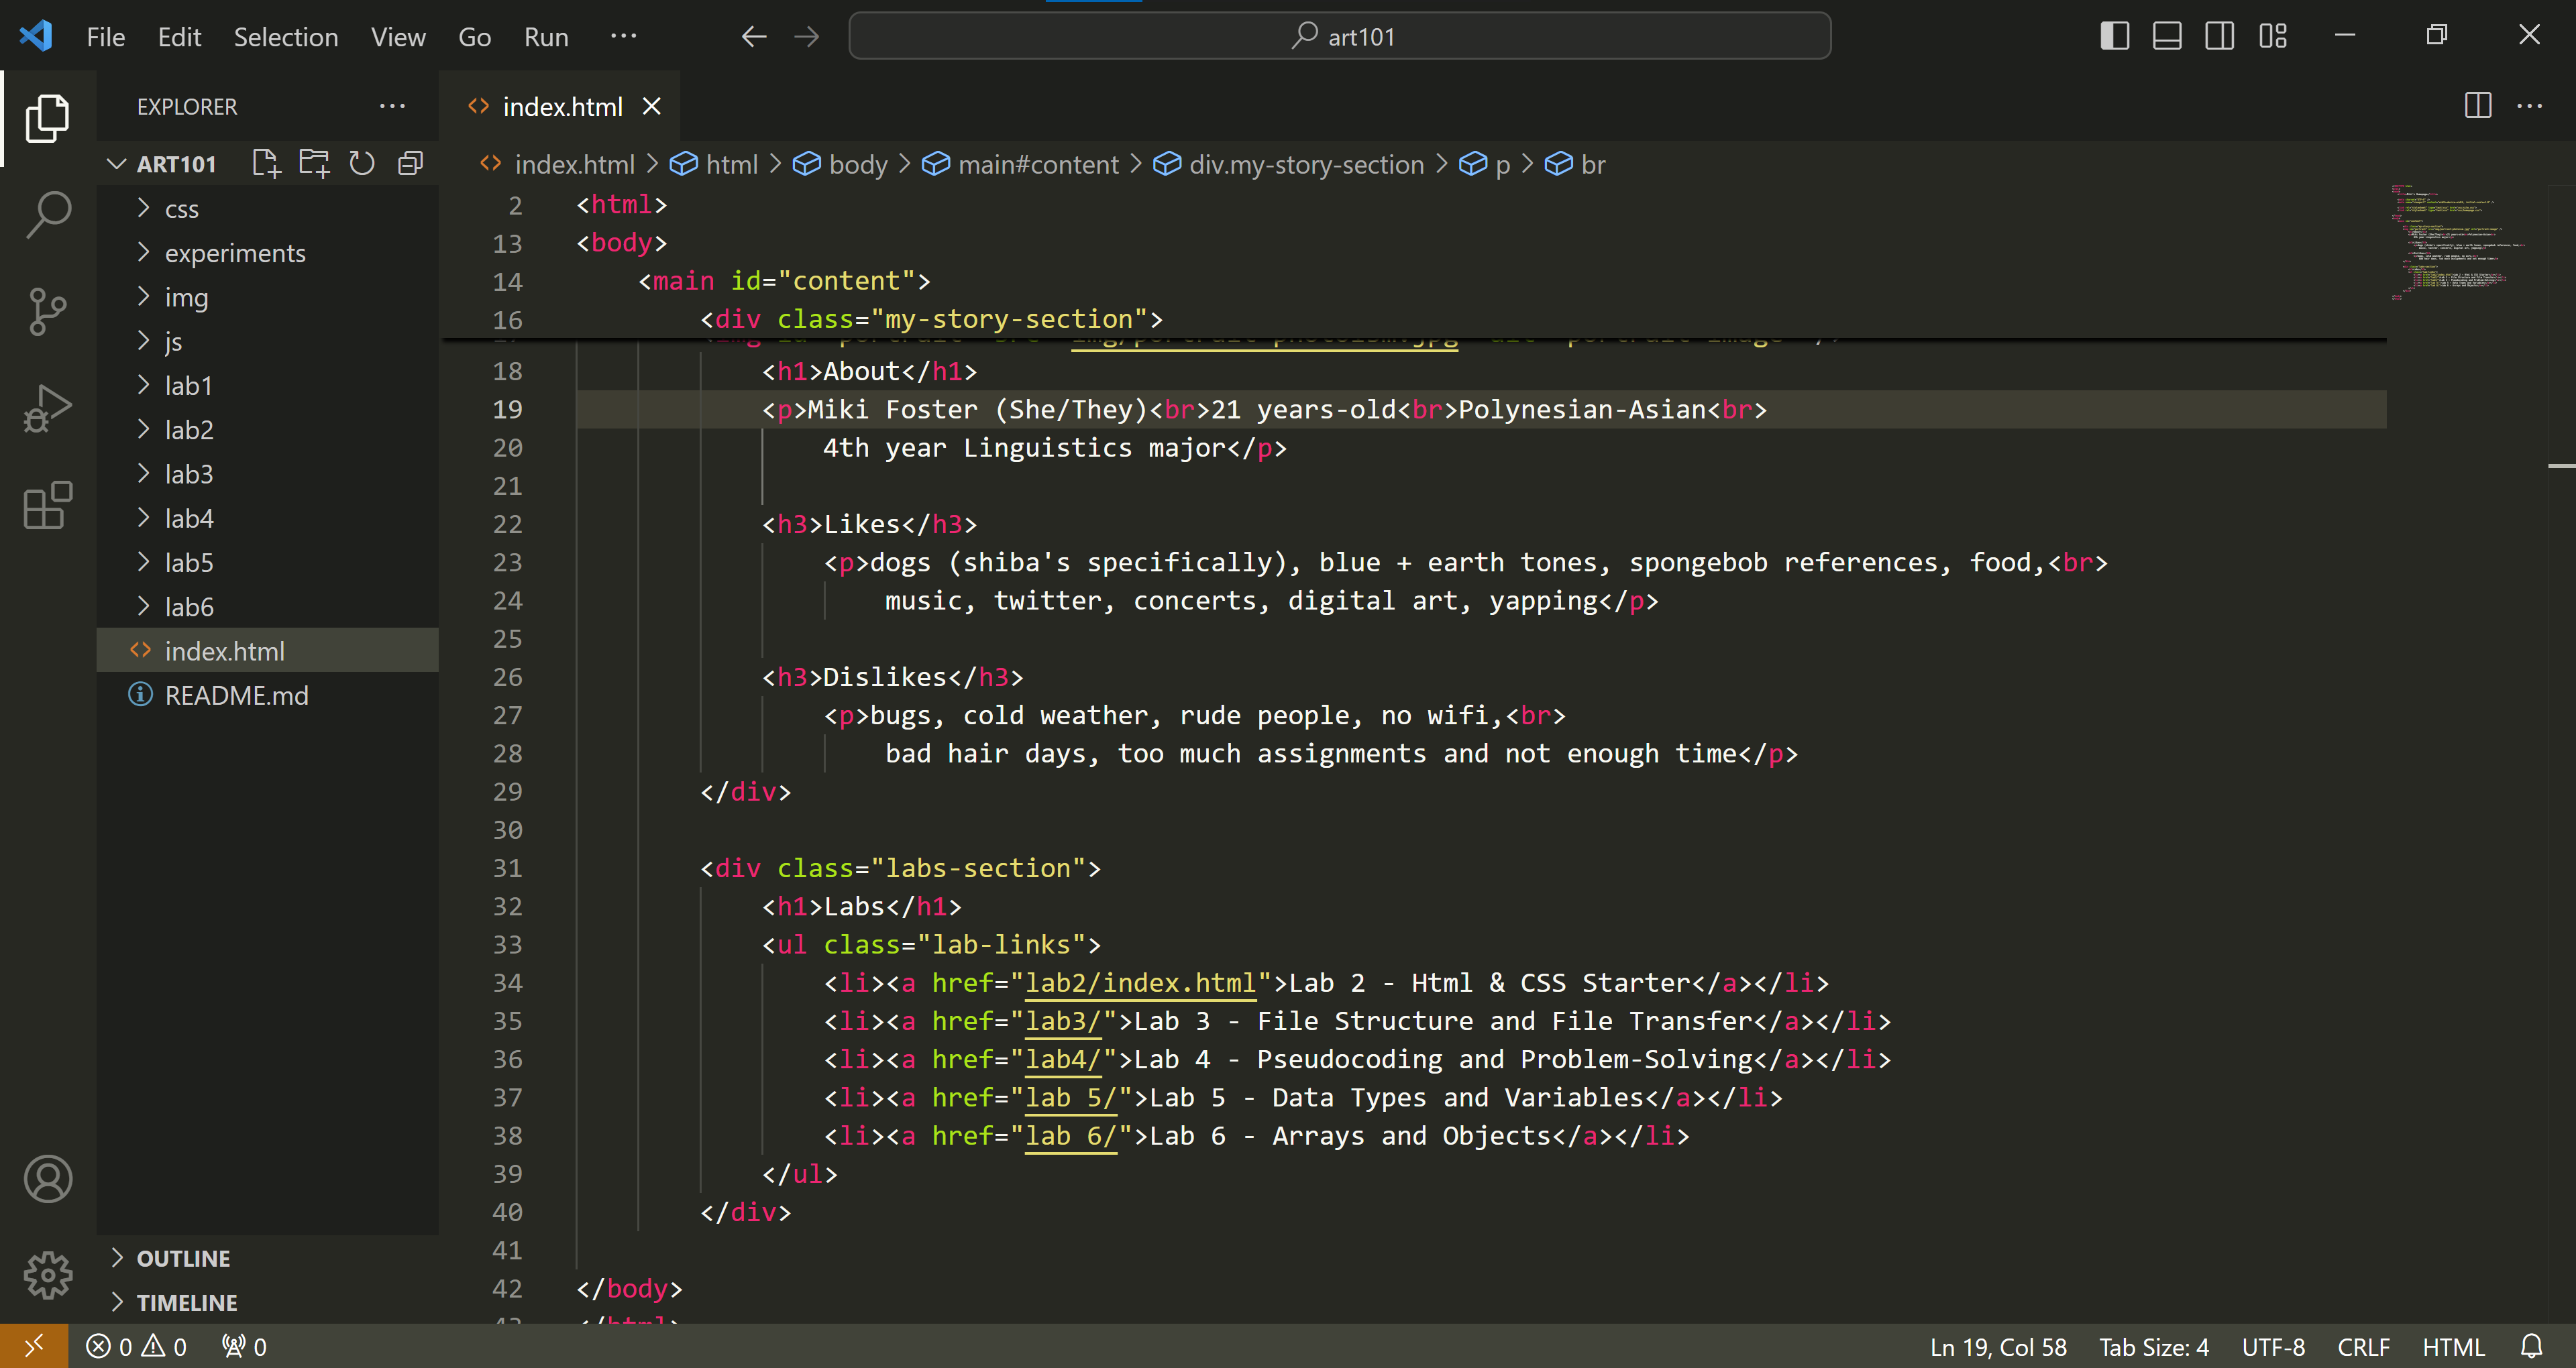 File Edit Selection View Go Run ··· art101
EXPLORER ···
index.html
ART101
index.html > html > body > main#content > div.my-story-section > p > br
css
experiments
img
js
lab1
lab2
lab3
lab4
lab5
lab6
index.html
README.md
OUTLINE
TIMELINE
2 <html>
13 <body>
14 <main id="content">
16 <div class="my-story-section">
18 <h1>About</h1>
19 <p>Miki Foster (She/They)<br>21 years-old<br>Polynesian-Asian<br>
20 4th year Linguistics major</p>
21
22 <h3>Likes</h3>
23 <p>dogs (shiba's specifically), blue + earth tones, spongebob references, food,<br>
24 music, twitter, concerts, digital art, yapping</p>
25
26 <h3>Dislikes</h3>
27 <p>bugs, cold weather, rude people, no wifi,<br>
28 bad hair days, too much assignments and not enough time</p>
29 </div>
30
31 <div class="labs-section">
32 <h1>Labs</h1>
33 <ul class="lab-links">
34 <li><a href="lab2/index.html">Lab 2 - Html & CSS Starter</a></li>
35 <li><a href="lab3/">Lab 3 - File Structure and File Transfer</a></li>
36 <li><a href="lab4/">Lab 4 - Pseudocoding and Problem-Solving</a></li>
37 <li><a href="lab 5/">Lab 5 - Data Types and Variables</a></li>
38 <li><a href="lab 6/">Lab 6 - Arrays and Objects</a></li>
39 </ul>
40 </div>
41
42 </body>
0 0 0 Ln 19, Col 58 Tab Size: 4 UTF-8 CRLF HTML